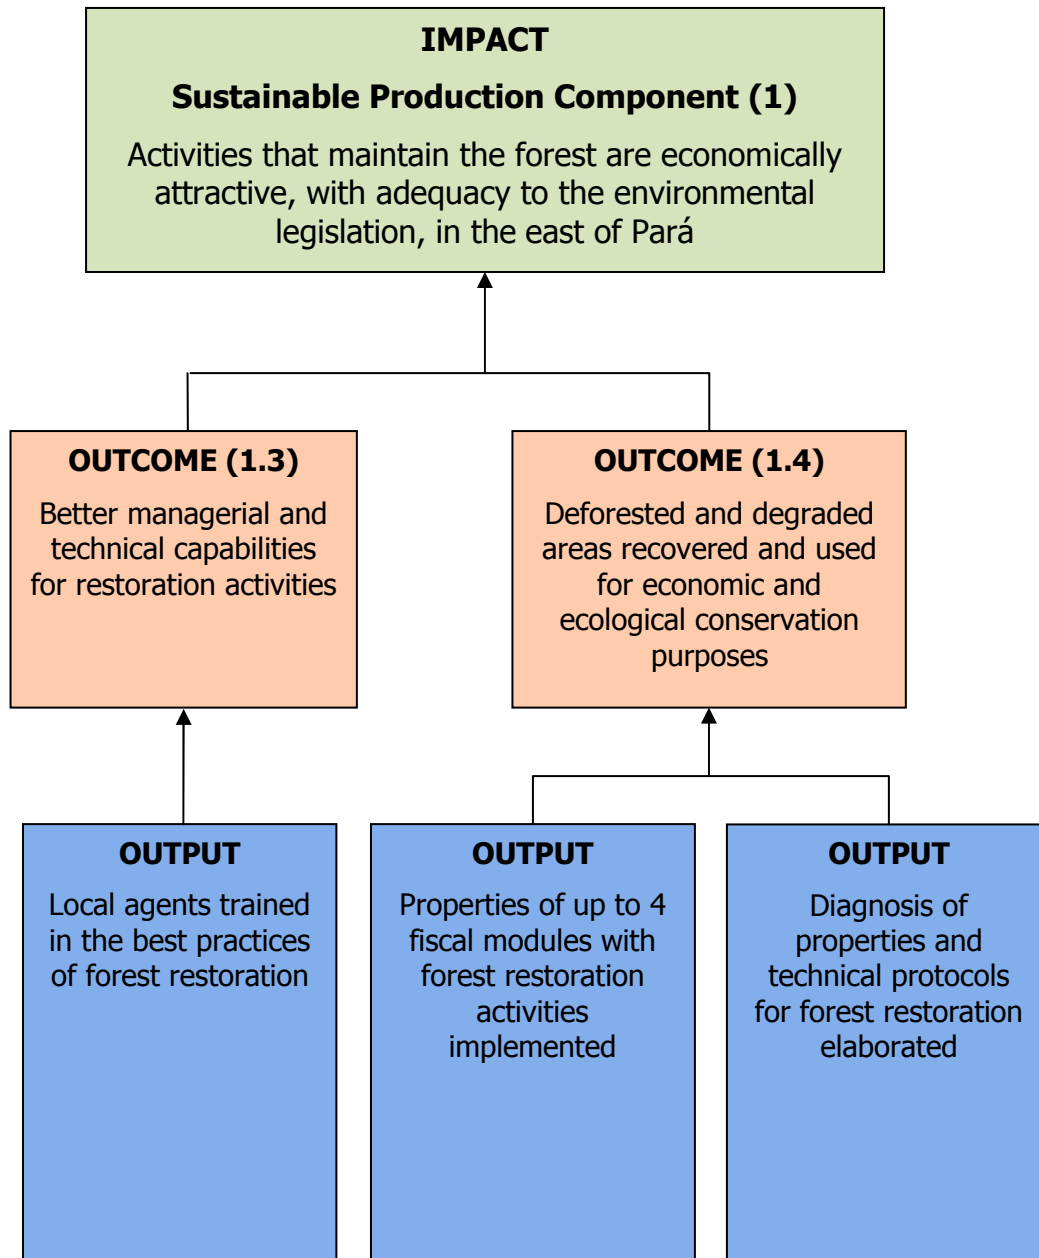 IMPACT
Sustainable Production Component (1)
Activities that maintain the forest are economically
attractive, with adequacy to the environmental
legislation, in the east of Pará
OUTCOME (1.3)
Better managerial and
technical capabilities
for restoration activities
OUTCOME (1.4)
Deforested and degraded
areas recovered and used
for economic and
ecological conservation
purposes
OUTPUT
Local agents trained
in the best practices
of forest restoration
OUTPUT
Properties of up to 4
fiscal modules with
forest restoration
activities
implemented
OUTPUT
Diagnosis of
properties and
technical protocols
for forest restoration
elaborated